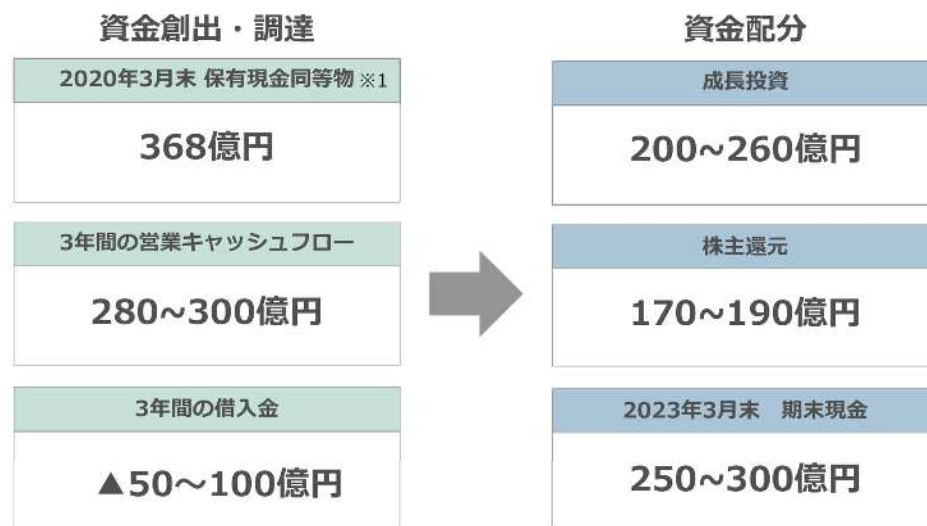 資金創出・調達
2020年3月末 保有現金同等物 ※1
368億円
3年間の営業キャッシュフロー
280~300億円
3年間の借入金
▲50～100億円
資金配分
成長投資
200~260億円
株主還元
170~190億円
2023年3月末　期末現金
250~300億円